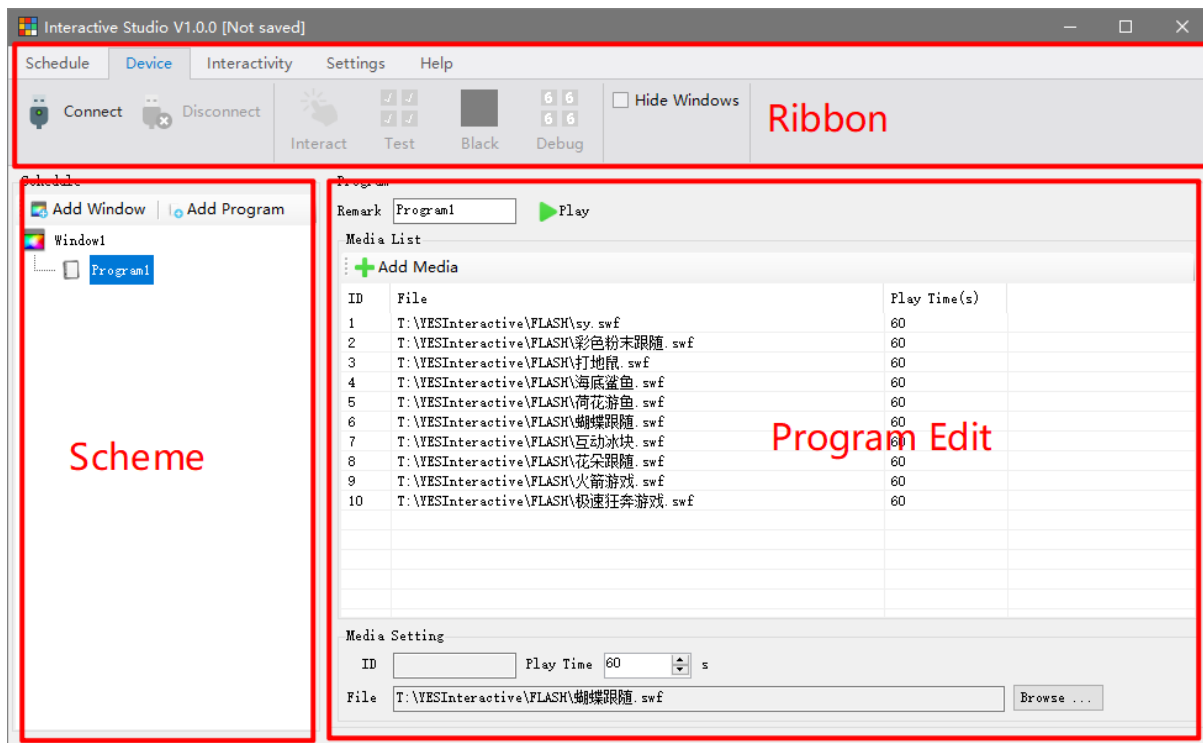 Interactive Studio V1.0.0 [Not saved]
Schedule Device Interactivity Settings Help
Connect Disconnect Interact Test Black Debug Hide Windows
Ribbon
Schedule
Add Window Add Program
Window1
Program1
Scheme
Program
Remark Program1 Play
Media List
Add Media
ID File Play Time(s)
1 T:\YESInteractive\FLASH\sy.swf 60
2 T:\YESInteractive\FLASH\彩色粉末跟随.swf 60
3 T:\YESInteractive\FLASH\打地鼠.swf 60
4 T:\YESInteractive\FLASH\海底鲨鱼.swf 60
5 T:\YESInteractive\FLASH\荷花游鱼.swf 60
6 T:\YESInteractive\FLASH\蝴蝶跟随.swf 60
7 T:\YESInteractive\FLASH\互动冰块.swf 60
8 T:\YESInteractive\FLASH\花朵跟随.swf 60
9 T:\YESInteractive\FLASH\火箭游戏.swf 60
10 T:\YESInteractive\FLASH\极速狂奔游戏.swf 60
Program Edit
Media Setting
ID Play Time 60 s
File T:\YESInteractive\FLASH\蝴蝶跟随.swf Browse ...